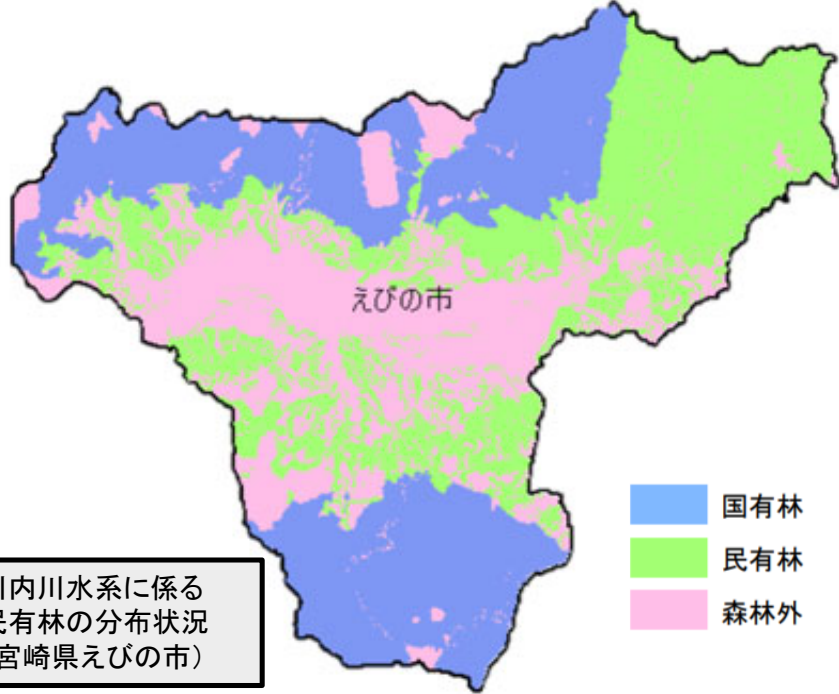 えびの市
国有林
民有林
森林外
川内川水系に係る
民有林の分布状況
宮崎県えびの市）